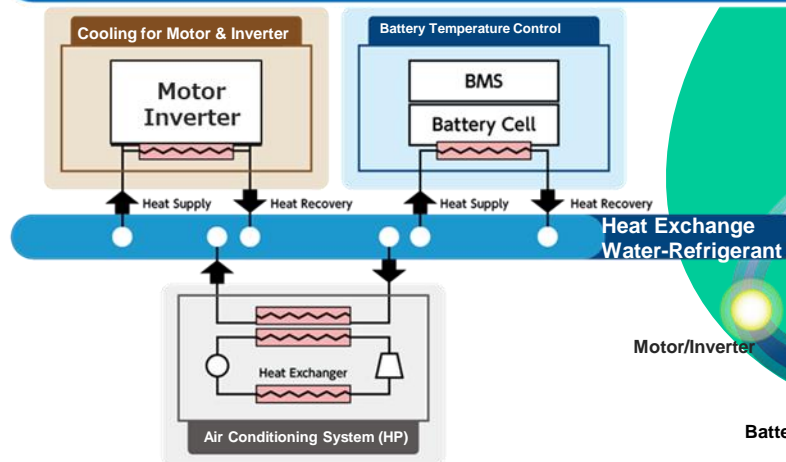 Cooling for Motor & Inverter
Battery Temperature Control
Motor
Inverter
BMS
Battery Cell
Heat Supply
Heat Recovery
Heat Supply
Heat Recovery
Heat Exchange
Water-Refrigerant
Heat Exchanger
Air Conditioning System (HP)
Motor/Inverter
Batte